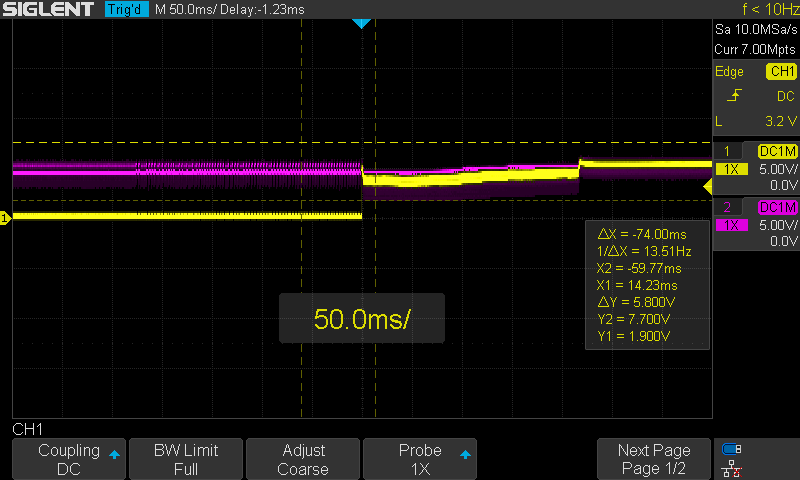 SIGLENT Trig'd M 50.0ms/ Delay:-1.23ms f < 10Hz
Sa 10.0MSa/s
Curr 7.00Mpts
Edge CH1
DC
L 3.2 V
1 DC1M
1X 5.00V/
0.0V
2 DC1M
1X 5.00V/
0.0V
1
ΔX = -74.00ms
1/ΔX = 13.51Hz
X2 = -59.77ms
X1 = 14.23ms
ΔY = 5.800V
Y2 = 7.700V
Y1 = 1.900V
50.0ms/
CH1
Coupling
DC
BW Limit
Full
Adjust
Coarse
Probe
1X
Next Page
Page 1/2